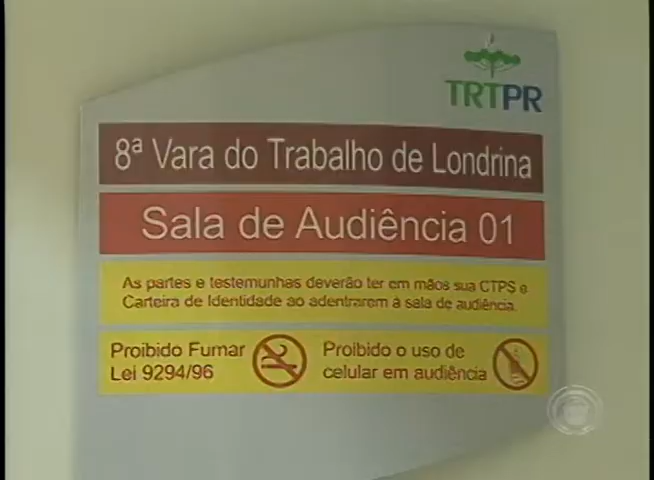 TRTPR
8ª Vara do Trabalho de Londrina
Sala de Audiência 01
As partes e testemunhas deverão ter em mãos sua CTPS e
Carteira de Identidade ao adentrarem à sala de audiência.
Proibido Fumar
Lei 9294/96
Proibido o uso de
celular em audiência